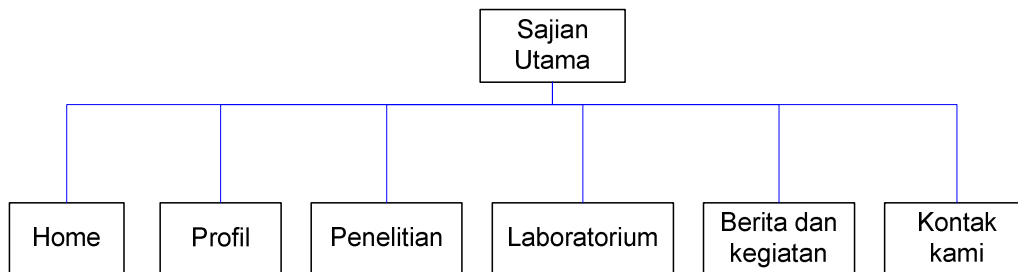 Sajian
Utama
Home
Profil
Penelitian
Laboratorium
Berita dan
kegiatan
Kontak
kami